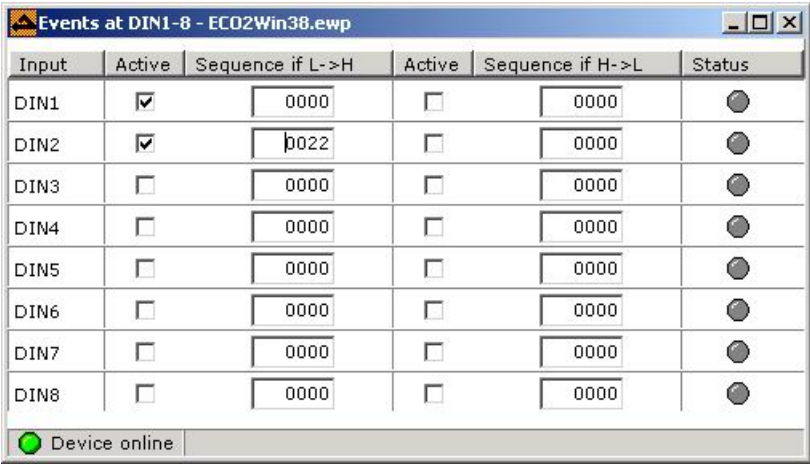 Events at DIN1-8 - ECO2Win38.ewp
Input Active Sequence if L->H Active Sequence if H->L Status
DIN1 0000 0000
DIN2 0022 0000
DIN3 0000 0000
DIN4 0000 0000
DIN5 0000 0000
DIN6 0000 0000
DIN7 0000 0000
DIN8 0000 0000
Device online